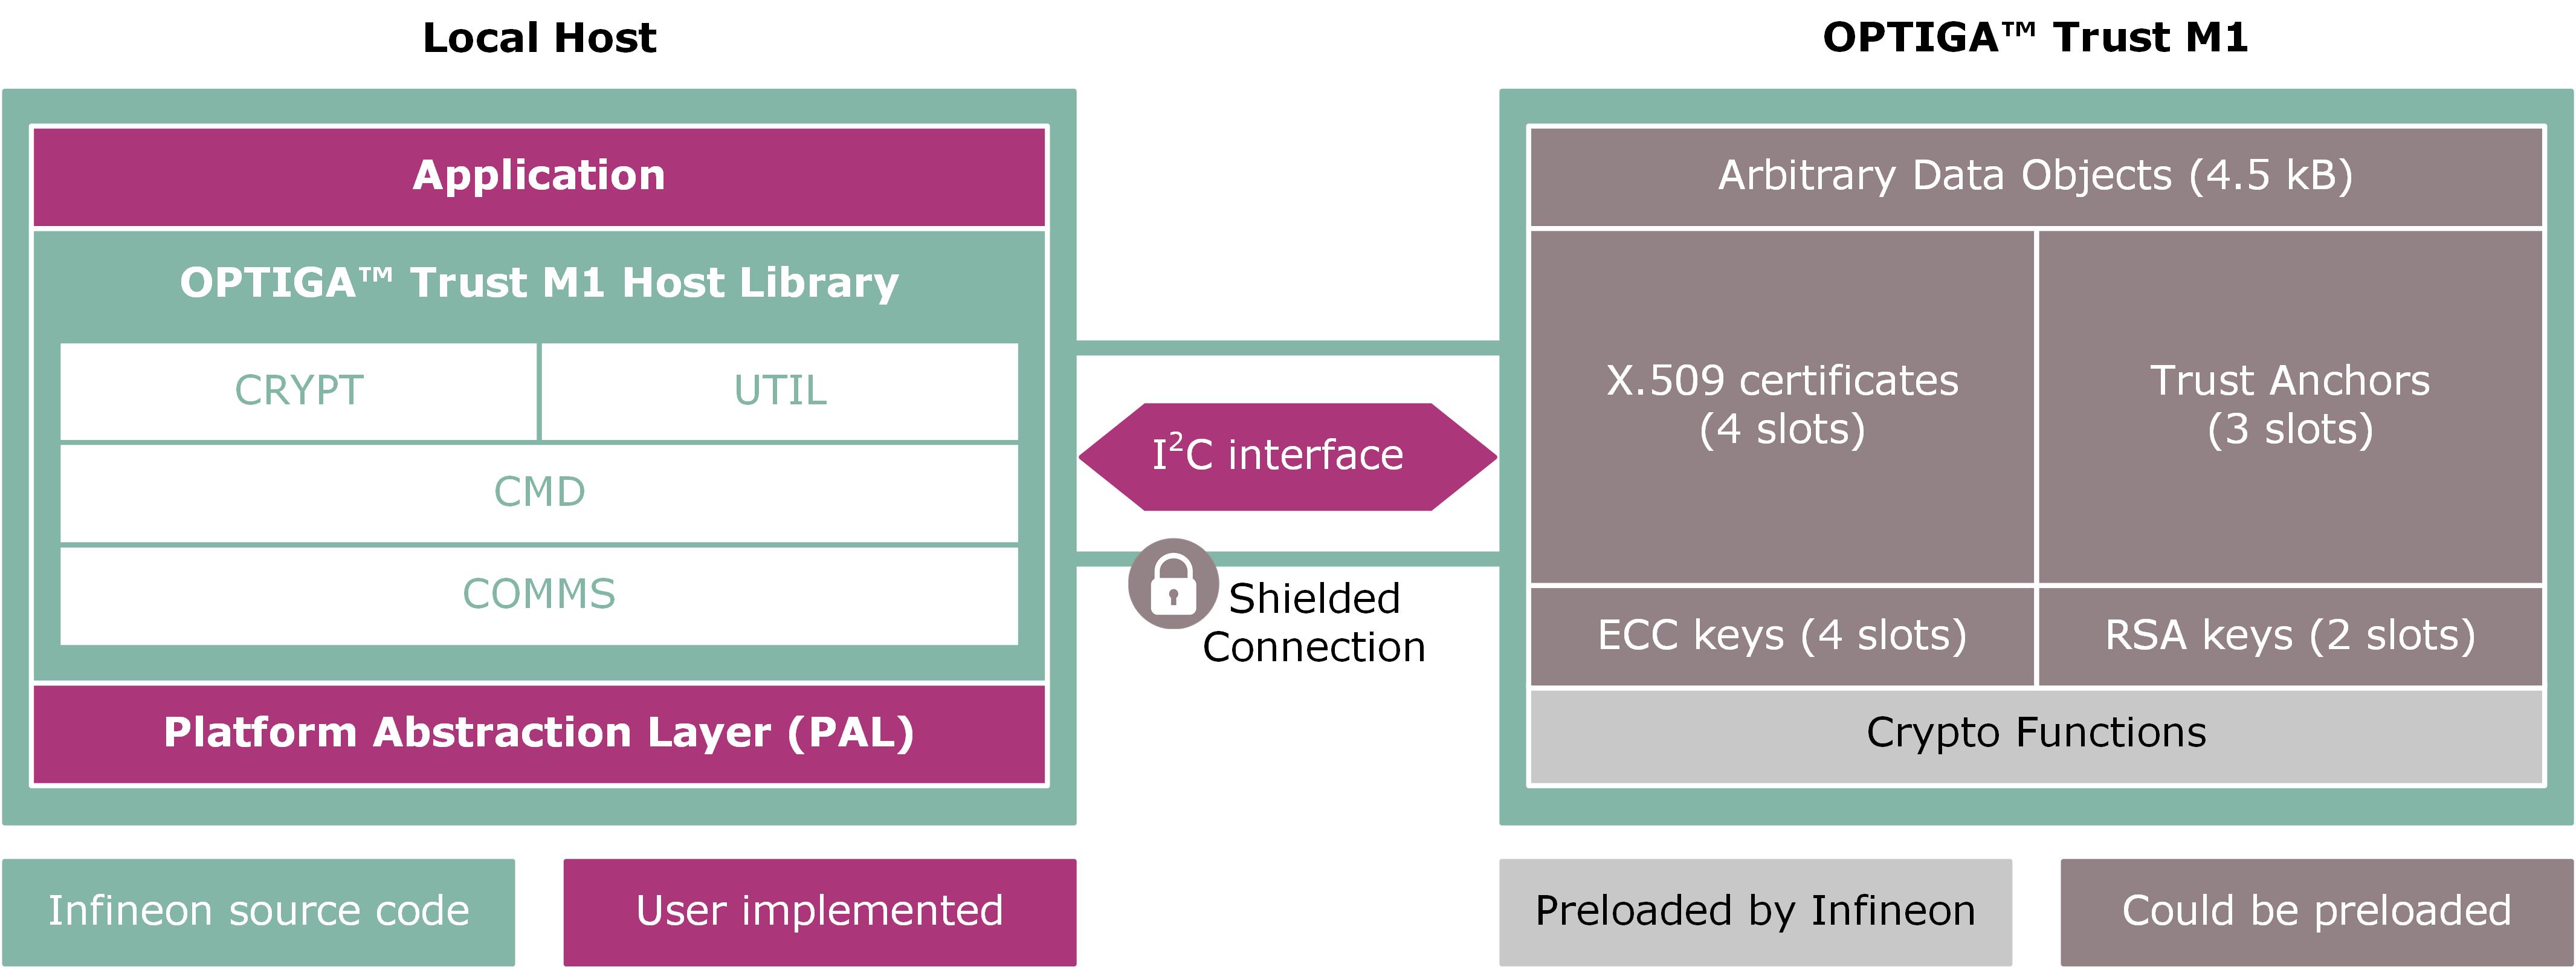 Local Host
Application
OPTIGA™ Trust M1 Host Library
CRYPT
UTIL
CMD
COMMS
Platform Abstraction Layer (PAL)
I²C interface
Shielded
Connection
OPTIGA™ Trust M1
Arbitrary Data Objects (4.5 kB)
X.509 certificates
(4 slots)
Trust Anchors
(3 slots)
ECC keys (4 slots)
RSA keys (2 slots)
Crypto Functions
Infineon source code
User implemented
Preloaded by Infineon
Could be preloaded